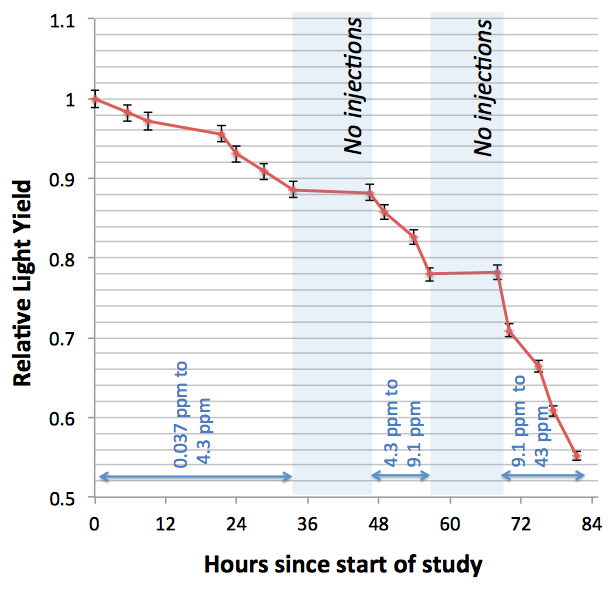 1.1
1
0.9
0.8
0.7
0.6
0.5
Relative Light Yield
No injections
No injections
0.037 ppm to
4.3 ppm
4.3 ppm to
9.1 ppm
9.1 ppm to
43 ppm
0 12 24 36 48 60 72 84
Hours since start of study